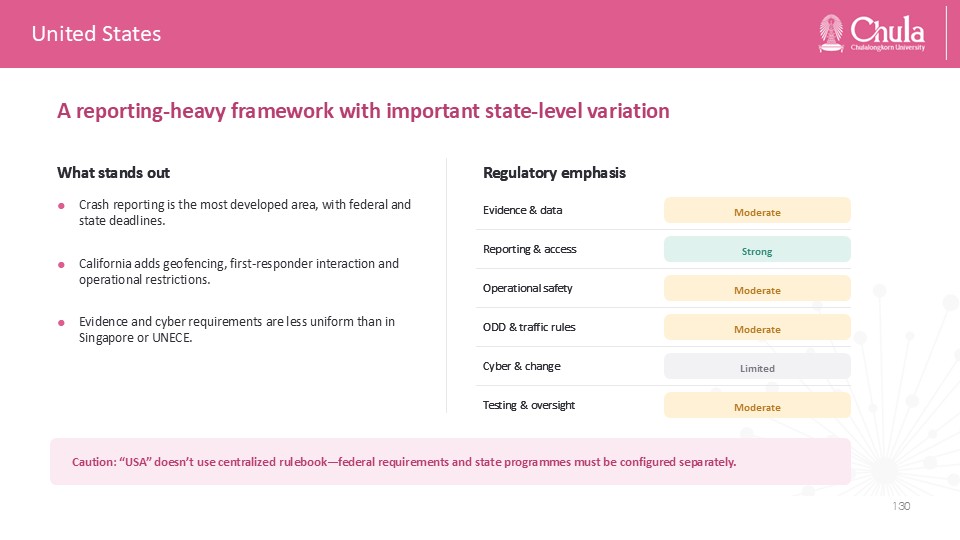 United States
Chula
Chulalongkorn University
A reporting-heavy framework with important state-level variation
What stands out
● Crash reporting is the most developed area, with federal and
state deadlines.
● California adds geofencing, first-responder interaction and
operational restrictions.
● Evidence and cyber requirements are less uniform than in
Singapore or UNECE.
Regulatory emphasis
Evidence & data Moderate
Reporting & access Strong
Operational safety Moderate
ODD & traffic rules Moderate
Cyber & change Limited
Testing & oversight Moderate
Caution: “USA” doesn’t use centralized rulebook—federal requirements and state programmes must be configured separately.
130